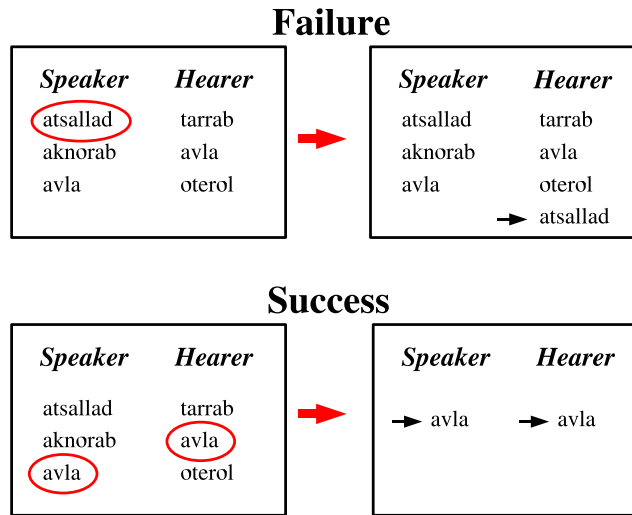 Failure
Speaker Hearer Speaker Hearer
atsallad tarrab atsallad tarrab
aknorab avla aknorab avla
avla oterol avla oterol
atsallad
Success
Speaker Hearer Speaker Hearer
atsallad tarrab
aknorab avla avla avla
avla oterol